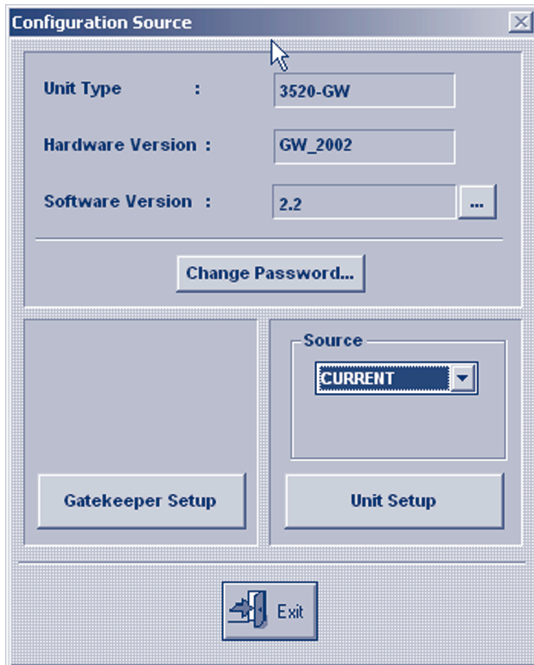 Configuration Source
Unit Type : 3520-GW
Hardware Version : GW_2002
Software Version : 2.2 ...
Change Password...
Source
CURRENT
Gatekeeper Setup
Unit Setup
Exit